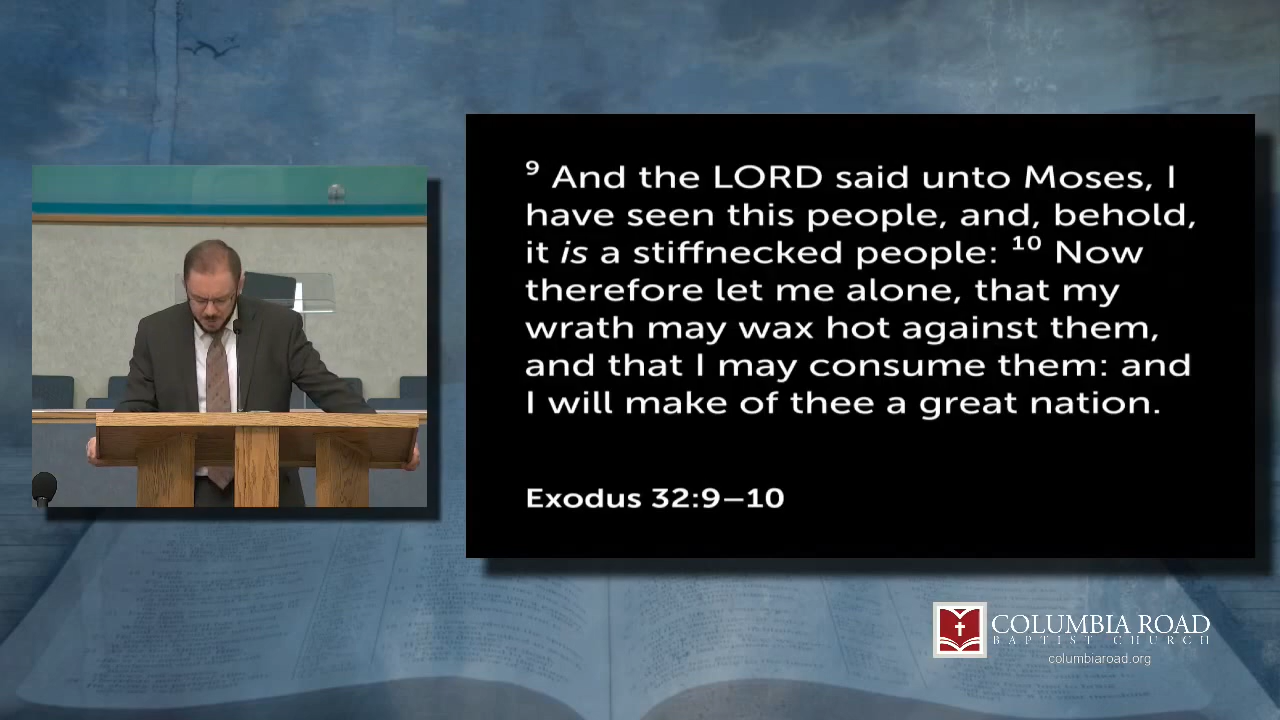 ⁹ And the LORD said unto Moses, I
have seen this people, and, behold,
it is a stiffnecked people: ¹⁰ Now
therefore let me alone, that my
wrath may wax hot against them,
and that I may consume them: and
I will make of thee a great nation.
Exodus 32:9–10
COLUMBIA ROAD
BAPTIST CHURCH
columbiaroad.org